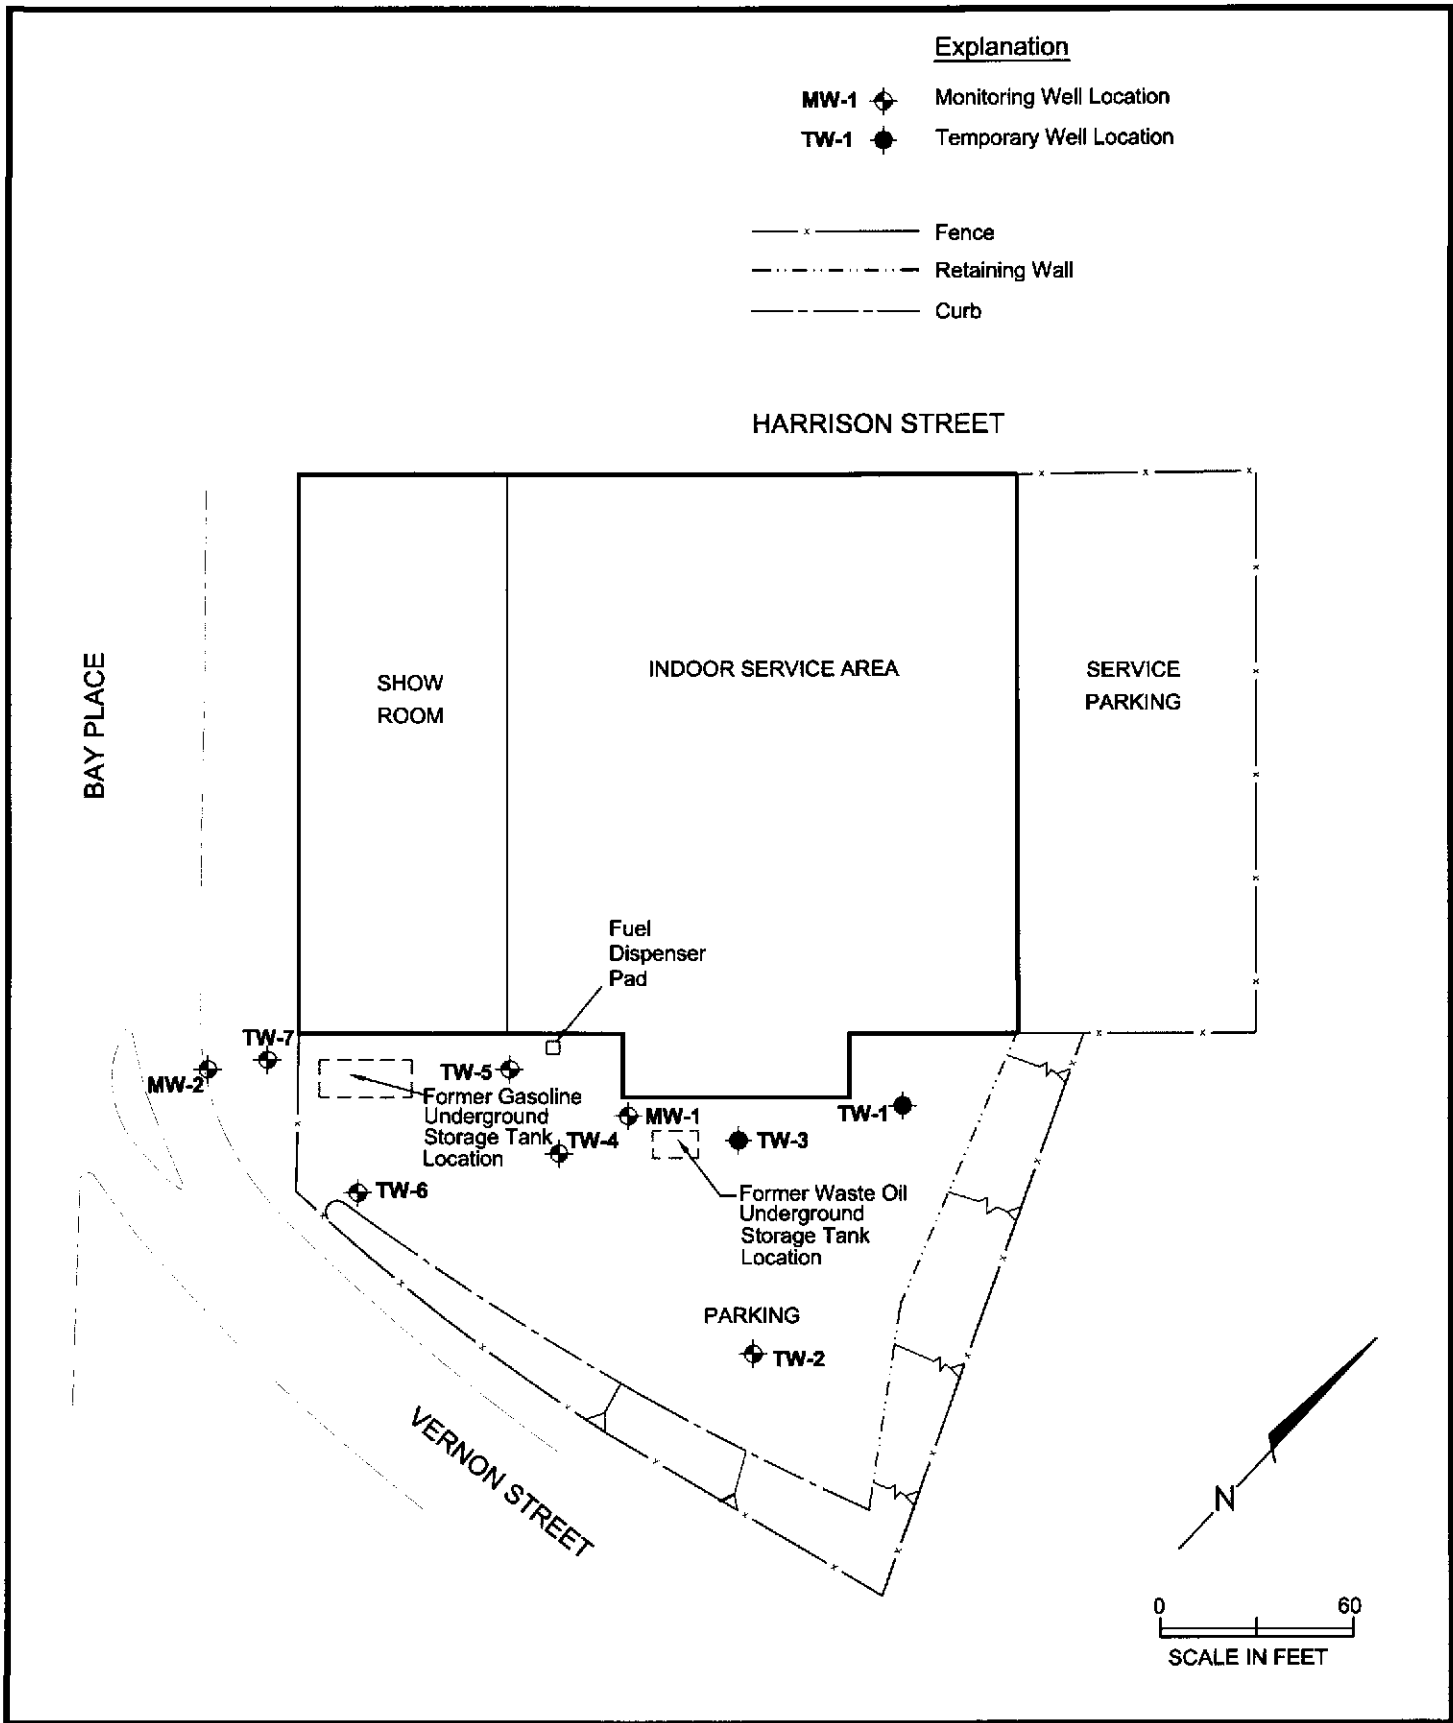 Explanation
MW-1 Monitoring Well Location
TW-1 Temporary Well Location
Fence
Retaining Wall
Curb
HARRISON STREET
BAY PLACE
SHOW
ROOM
INDOOR SERVICE AREA
SERVICE
PARKING
Fuel
Dispenser
Pad
TW-7
MW-2
TW-5
Former Gasoline
Underground
Storage Tank
Location
MW-1
TW-1
TW-4
TW-3
TW-6
Former Waste Oil
Underground
Storage Tank
Location
PARKING
TW-2
VERNON STREET
N
0 60
SCALE IN FEET